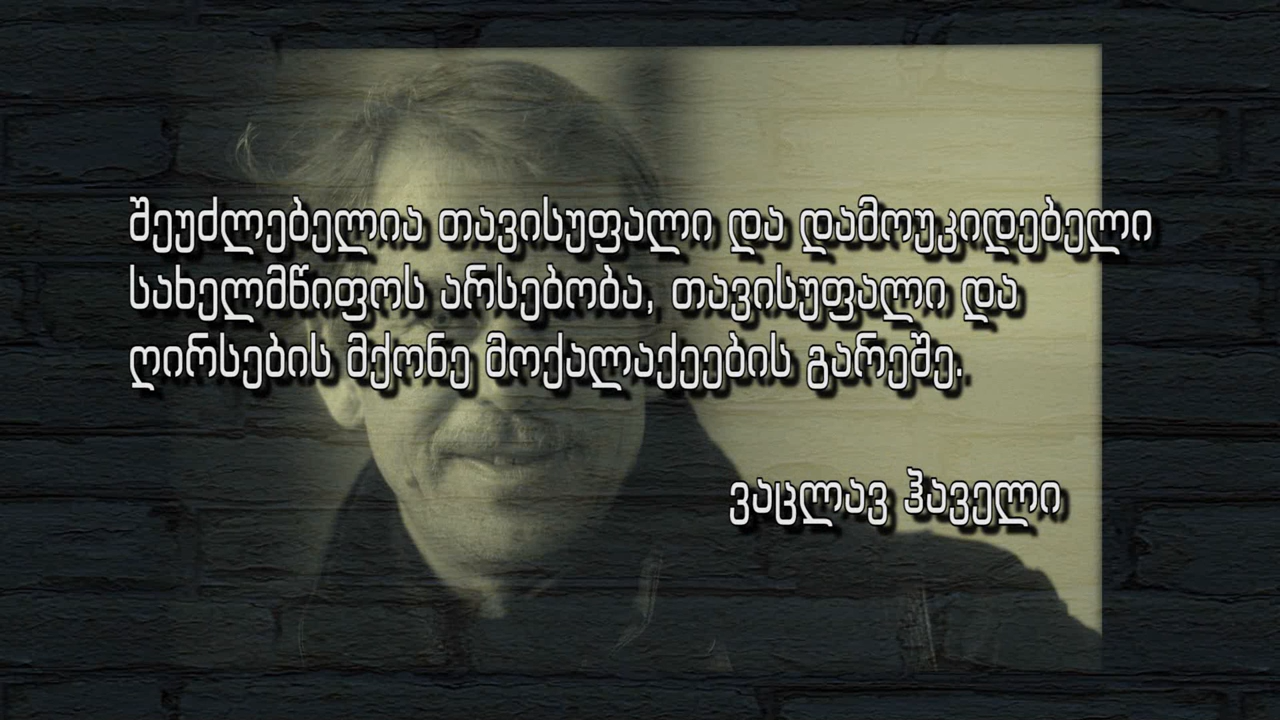 შეუძლებელია თავისუფალი და დამოუკიდებელი
სახელმწიფოს არსებობა, თავისუფალი და
ღირსების მქონე მოქალაქეების გარეშე.
ვაცლავ ჰაველი